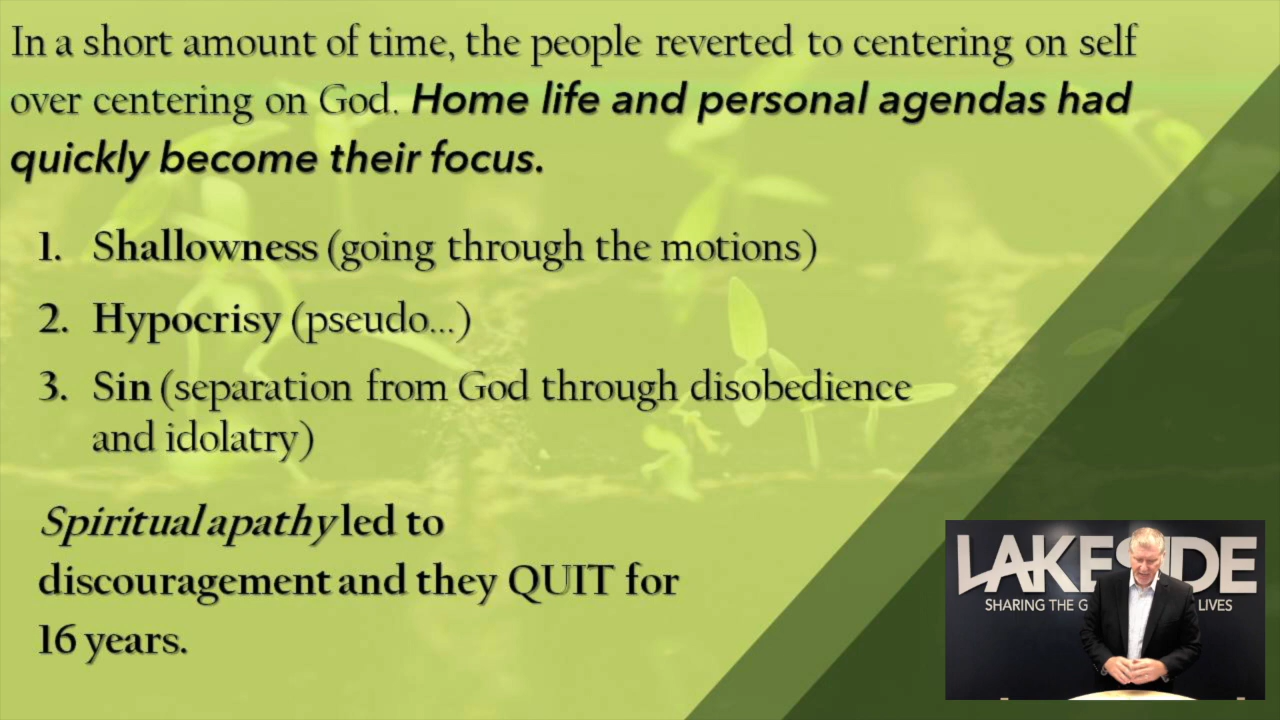 In a short amount of time, the people reverted to centering on self
over centering on God. Home life and personal agendas had
quickly become their focus.
1. Shallowness (going through the motions)
2. Hypocrisy (pseudo...)
3. Sin (separation from God through disobedience
and idolatry)
Spiritual apathy led to
discouragement and they QUIT for
16 years.
LAKESIDE
SHARING THE G LIVES